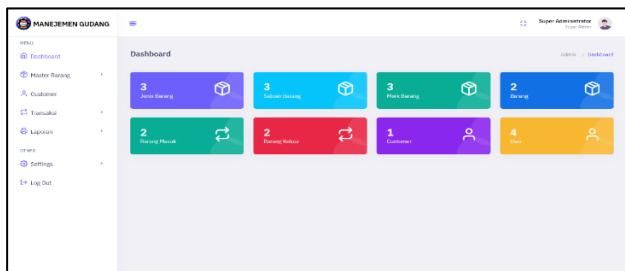 MANEJEMEN GUDANG
Super Administrator
Super Admin
MENU
Dashboard
Master Barang
Customer
Transaksi
Laporan
OTHER
Settings
Log Out
Dashboard
Admin / Dashboard
3
Jenis Barang
3
Satuan Barang
3
Merk Barang
2
Barang
2
Barang Masuk
2
Barang Keluar
1
Customer
4
User